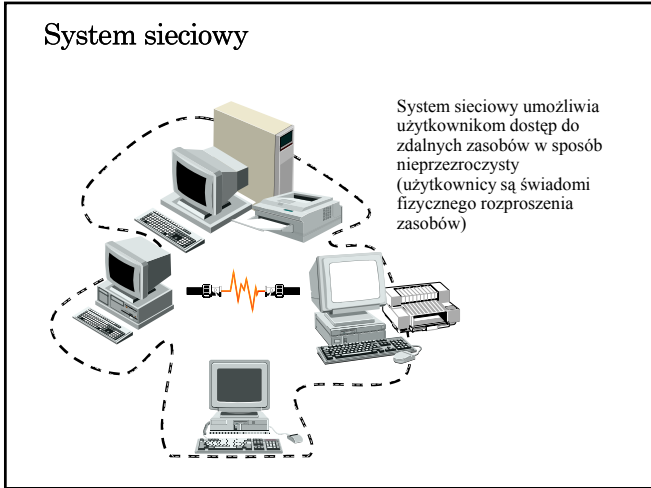 System sieciowy
System sieciowy umożliwia
użytkownikom dostęp do
zdalnych zasobów w sposób
nieprzezroczysty
(użytkownicy są świadomi
fizycznego rozproszenia
zasobów)